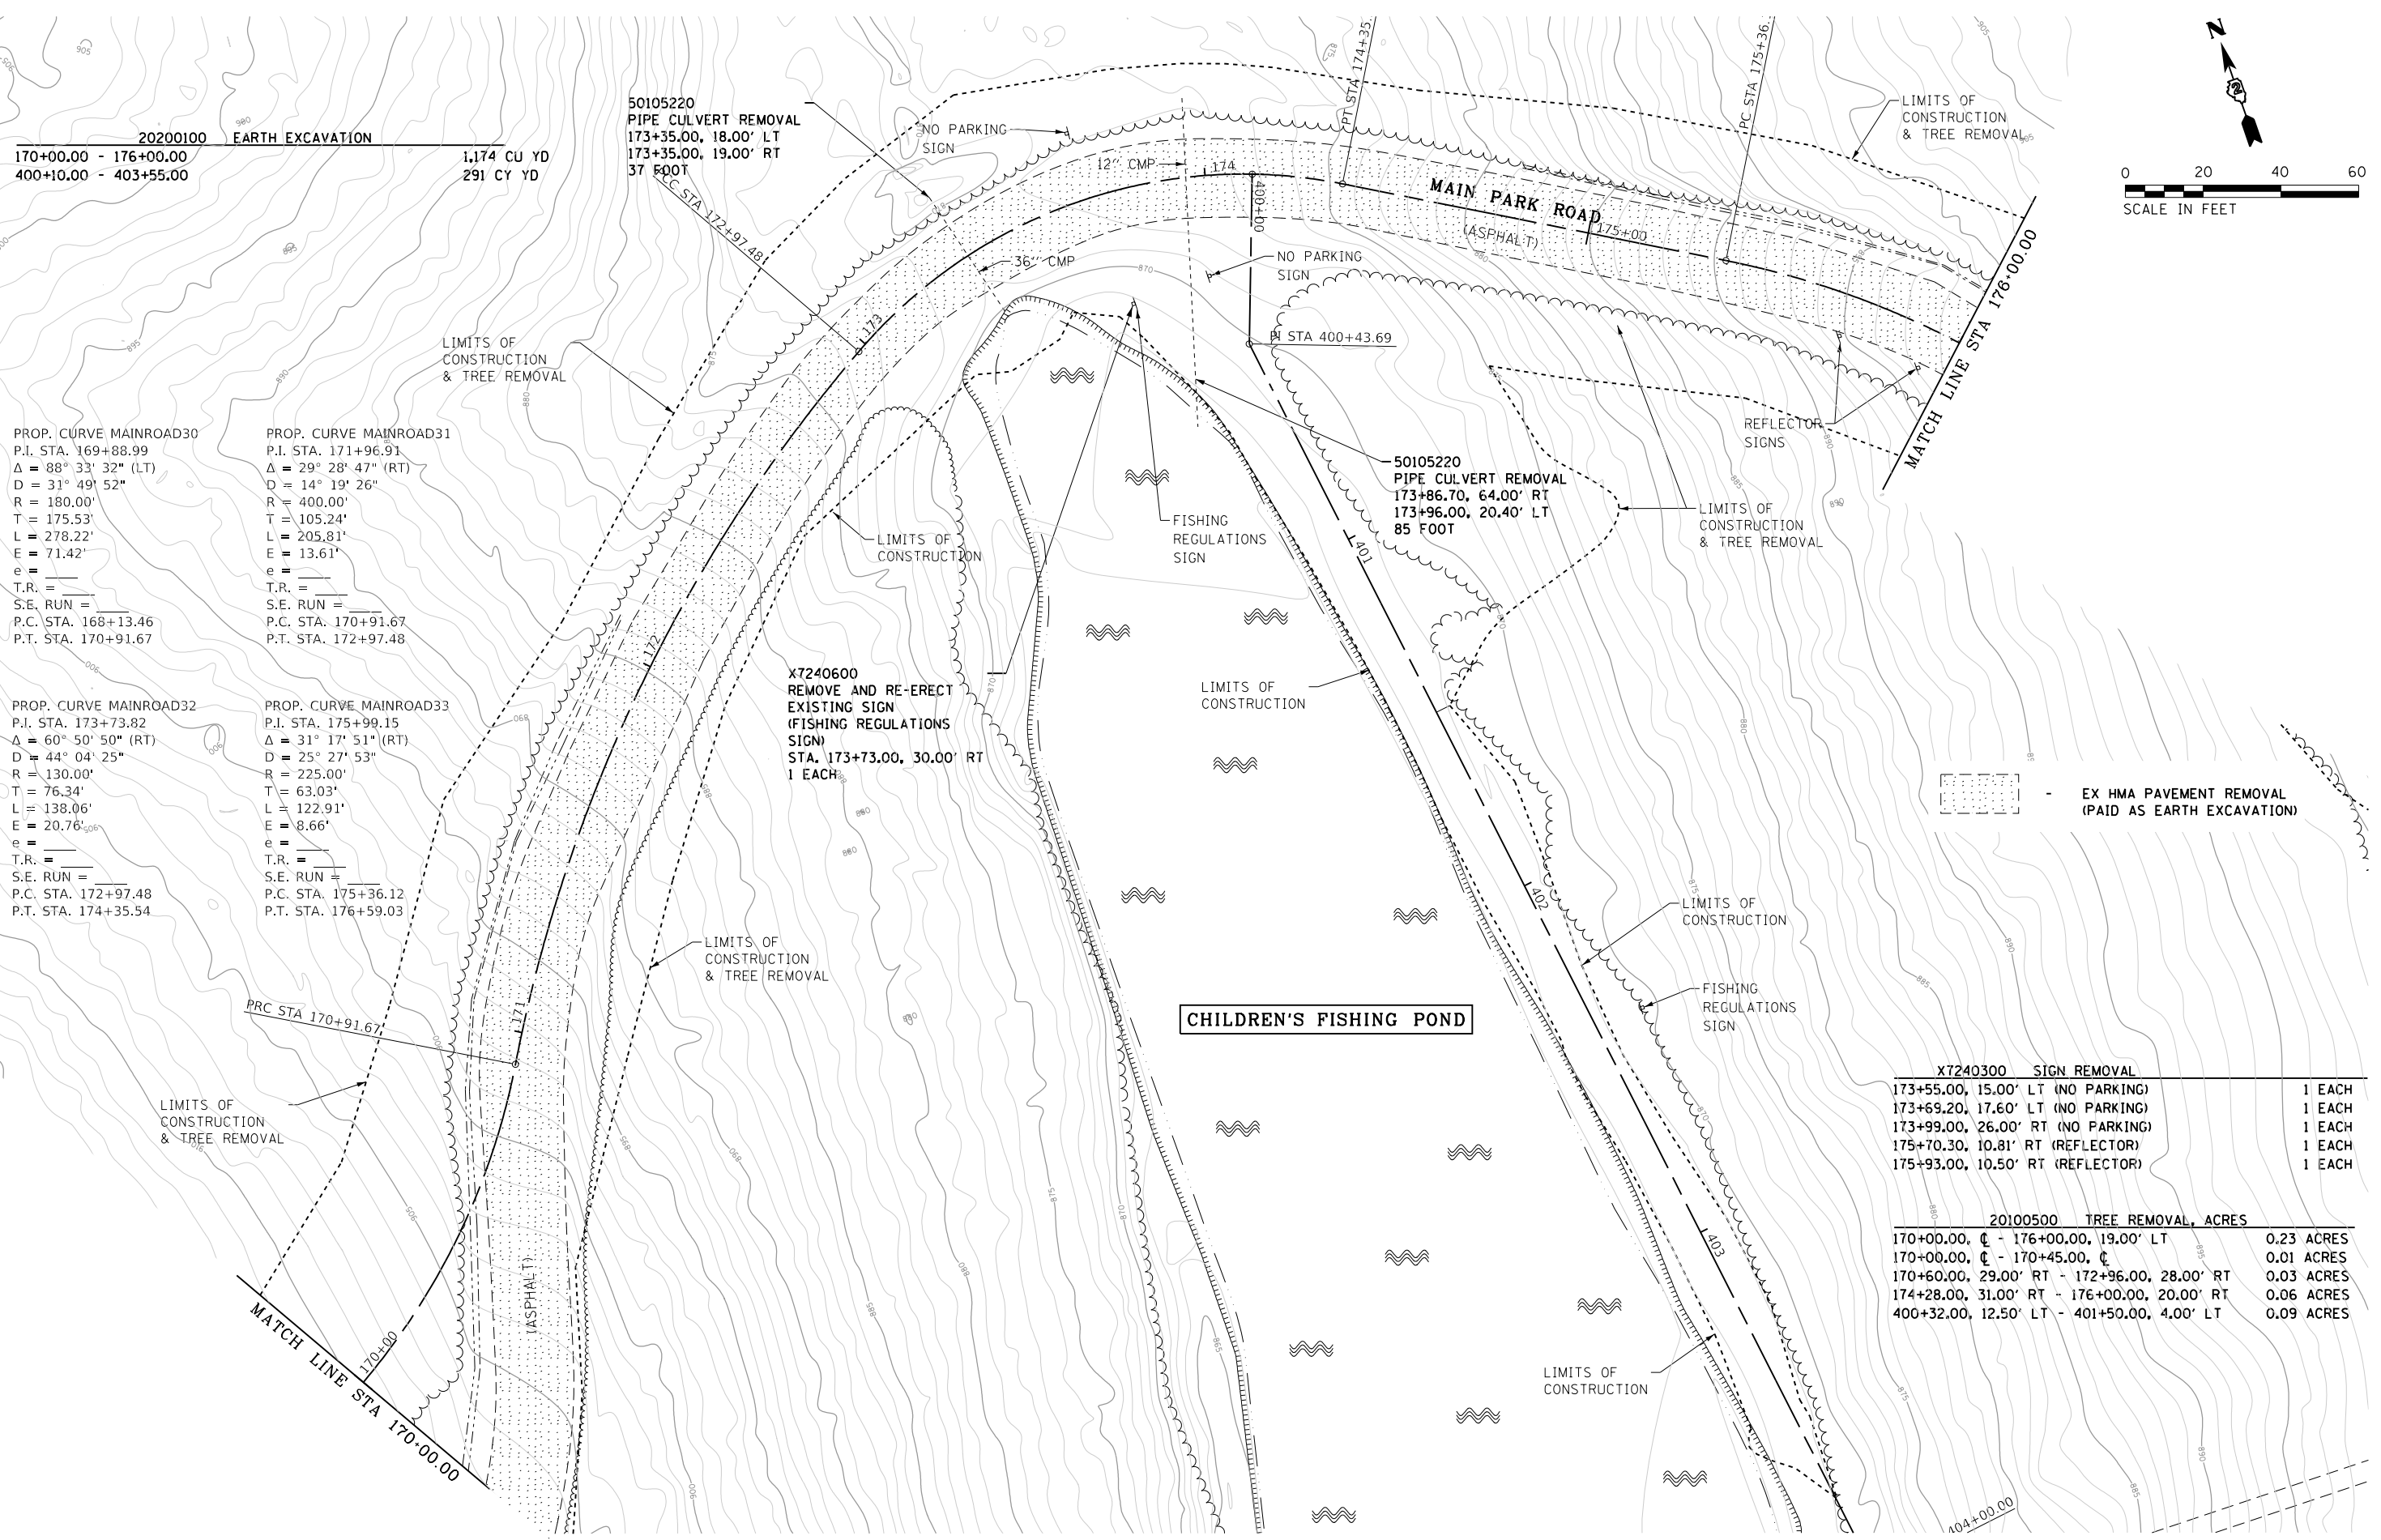 20200100 EARTH EXCAVATION
170+00.00 - 176+00.00 1,174 CU YD
400+10.00 - 403+55.00 291 CY YD
50105220
PIPE CULVERT REMOVAL
173+35.00, 18.00' LT
173+35.00, 19.00' RT
37 FOOT
PCC STA 172+97.48
NO PARKING
SIGN
12" CMP
174
400+00
PT STA 174+35.
PC STA 175+36.
MAIN PARK ROAD
(ASPHALT)
175+00
LIMITS OF
CONSTRUCTION
& TREE REMOVAL
N
2
0 20 40 60
SCALE IN FEET
MATCH LINE STA 176+00.00
36" CMP
NO PARKING
SIGN
173
PI STA 400+43.69
LIMITS OF
CONSTRUCTION
& TREE REMOVAL
REFLECTOR
SIGNS
PROP. CURVE MAINROAD30
P.I. STA. 169+88.99
Δ = 88° 33' 32" (LT)
D = 31° 49' 52"
R = 180.00'
T = 175.53'
L = 278.22'
E = 71.42'
e = ____
T.R. = ____
S.E. RUN = ____
P.C. STA. 168+13.46
P.T. STA. 170+91.67
PROP. CURVE MAINROAD31
P.I. STA. 171+96.91
Δ = 29° 28' 47" (RT)
D = 14° 19' 26"
R = 400.00'
T = 105.24'
L = 205.81'
E = 13.61'
e = ____
T.R. = ____
S.E. RUN = ____
P.C. STA. 170+91.67
P.T. STA. 172+97.48
PROP. CURVE MAINROAD32
P.I. STA. 173+73.82
Δ = 60° 50' 50" (RT)
D = 44° 04' 25"
R = 130.00'
T = 76.34'
L = 138.06'
E = 20.76'
e = ____
T.R. = ____
S.E. RUN = ____
P.C. STA. 172+97.48
P.T. STA. 174+35.54
PROP. CURVE MAINROAD33
P.I. STA. 175+99.15
Δ = 31° 17' 51" (RT)
D = 25° 27' 53"
R = 225.00'
T = 63.03'
L = 122.91'
E = 8.66'
e = ____
T.R. = ____
S.E. RUN = ____
P.C. STA. 175+36.12
P.T. STA. 176+59.03
50105220
PIPE CULVERT REMOVAL
173+86.70, 64.00' RT
173+96.00, 20.40' LT
85 FOOT
LIMITS OF
CONSTRUCTION
FISHING
REGULATIONS
SIGN
401
LIMITS OF
CONSTRUCTION
& TREE REMOVAL
172
X7240600
REMOVE AND RE-ERECT
EXISTING SIGN
(FISHING REGULATIONS
SIGN)
STA. 173+73.00, 30.00' RT
1 EACH
LIMITS OF
CONSTRUCTION
- EX HMA PAVEMENT REMOVAL
(PAID AS EARTH EXCAVATION)
402
LIMITS OF
CONSTRUCTION
LIMITS OF
CONSTRUCTION
& TREE REMOVAL
FISHING
REGULATIONS
SIGN
PRC STA 170+91.67
171
CHILDREN'S FISHING POND
LIMITS OF
CONSTRUCTION
& TREE REMOVAL
X7240300 SIGN REMOVAL
173+55.00, 15.00' LT (NO PARKING) 1 EACH
173+69.20, 17.60' LT (NO PARKING) 1 EACH
173+99.00, 26.00' RT (NO PARKING) 1 EACH
175+70.30, 10.81' RT (REFLECTOR) 1 EACH
175+93.00, 10.50' RT (REFLECTOR) 1 EACH
403
20100500 TREE REMOVAL, ACRES
170+00.00, ℄ - 176+00.00, 19.00' LT 0.23 ACRES
170+00.00, ℄ - 170+45.00, ℄ 0.01 ACRES
170+60.00, 29.00' RT - 172+96.00, 28.00' RT 0.03 ACRES
174+28.00, 31.00' RT - 176+00.00, 20.00' RT 0.06 ACRES
400+32.00, 12.50' LT - 401+50.00, 4.00' LT 0.09 ACRES
(ASPHALT)
170+00
MATCH LINE STA 170+00.00
LIMITS OF
CONSTRUCTION
404+00.00